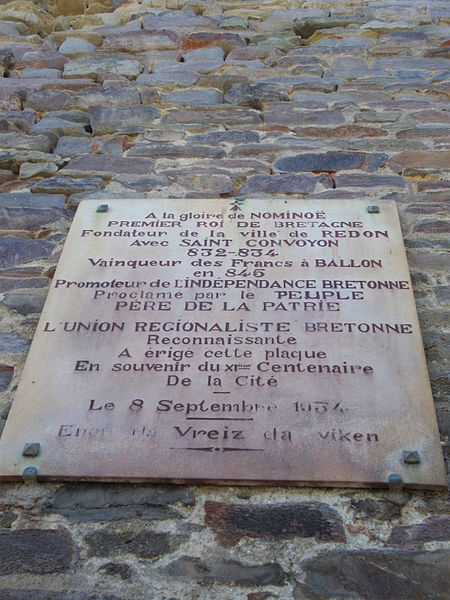 A la gloire de NOMINOË
PREMIER ROI DE BRETAGNE
Fondateur de la ville de REDON
Avec SAINT CONVOYON
832-834
Vainqueur des Francs à BALLON
en 845
Promoteur de L'INDÉPENDANCE BRETONNE
Proclamé par le PEUPLE
PÈRE DE LA PATRIE
L'UNION REGIONALISTE BRETONNE
Reconnaissante
A érigé cette plaque
En souvenir du XIme Centenaire
De la Cité
Le 8 Septembre 1934
da Vreiz da viken